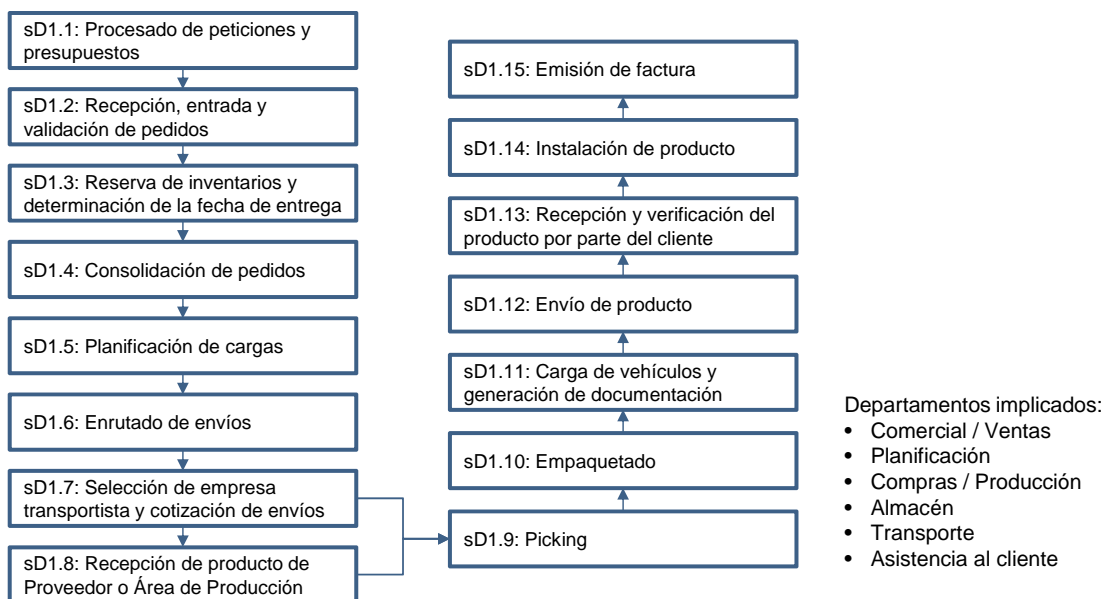 sD1.1: Procesado de peticiones y
presupuestos
sD1.2: Recepción, entrada y
validación de pedidos
sD1.3: Reserva de inventarios y
determinación de la fecha de entrega
sD1.4: Consolidación de pedidos
sD1.5: Planificación de cargas
sD1.6: Enrutado de envíos
sD1.7: Selección de empresa
transportista y cotización de envíos
sD1.8: Recepción de producto de
Proveedor o Área de Producción
sD1.15: Emisión de factura
sD1.14: Instalación de producto
sD1.13: Recepción y verificación del
producto por parte del cliente
sD1.12: Envío de producto
sD1.11: Carga de vehículos y
generación de documentación
sD1.10: Empaquetado
sD1.9: Picking
Departamentos implicados:
• Comercial / Ventas
• Planificación
• Compras / Producción
• Almacén
• Transporte
• Asistencia al cliente